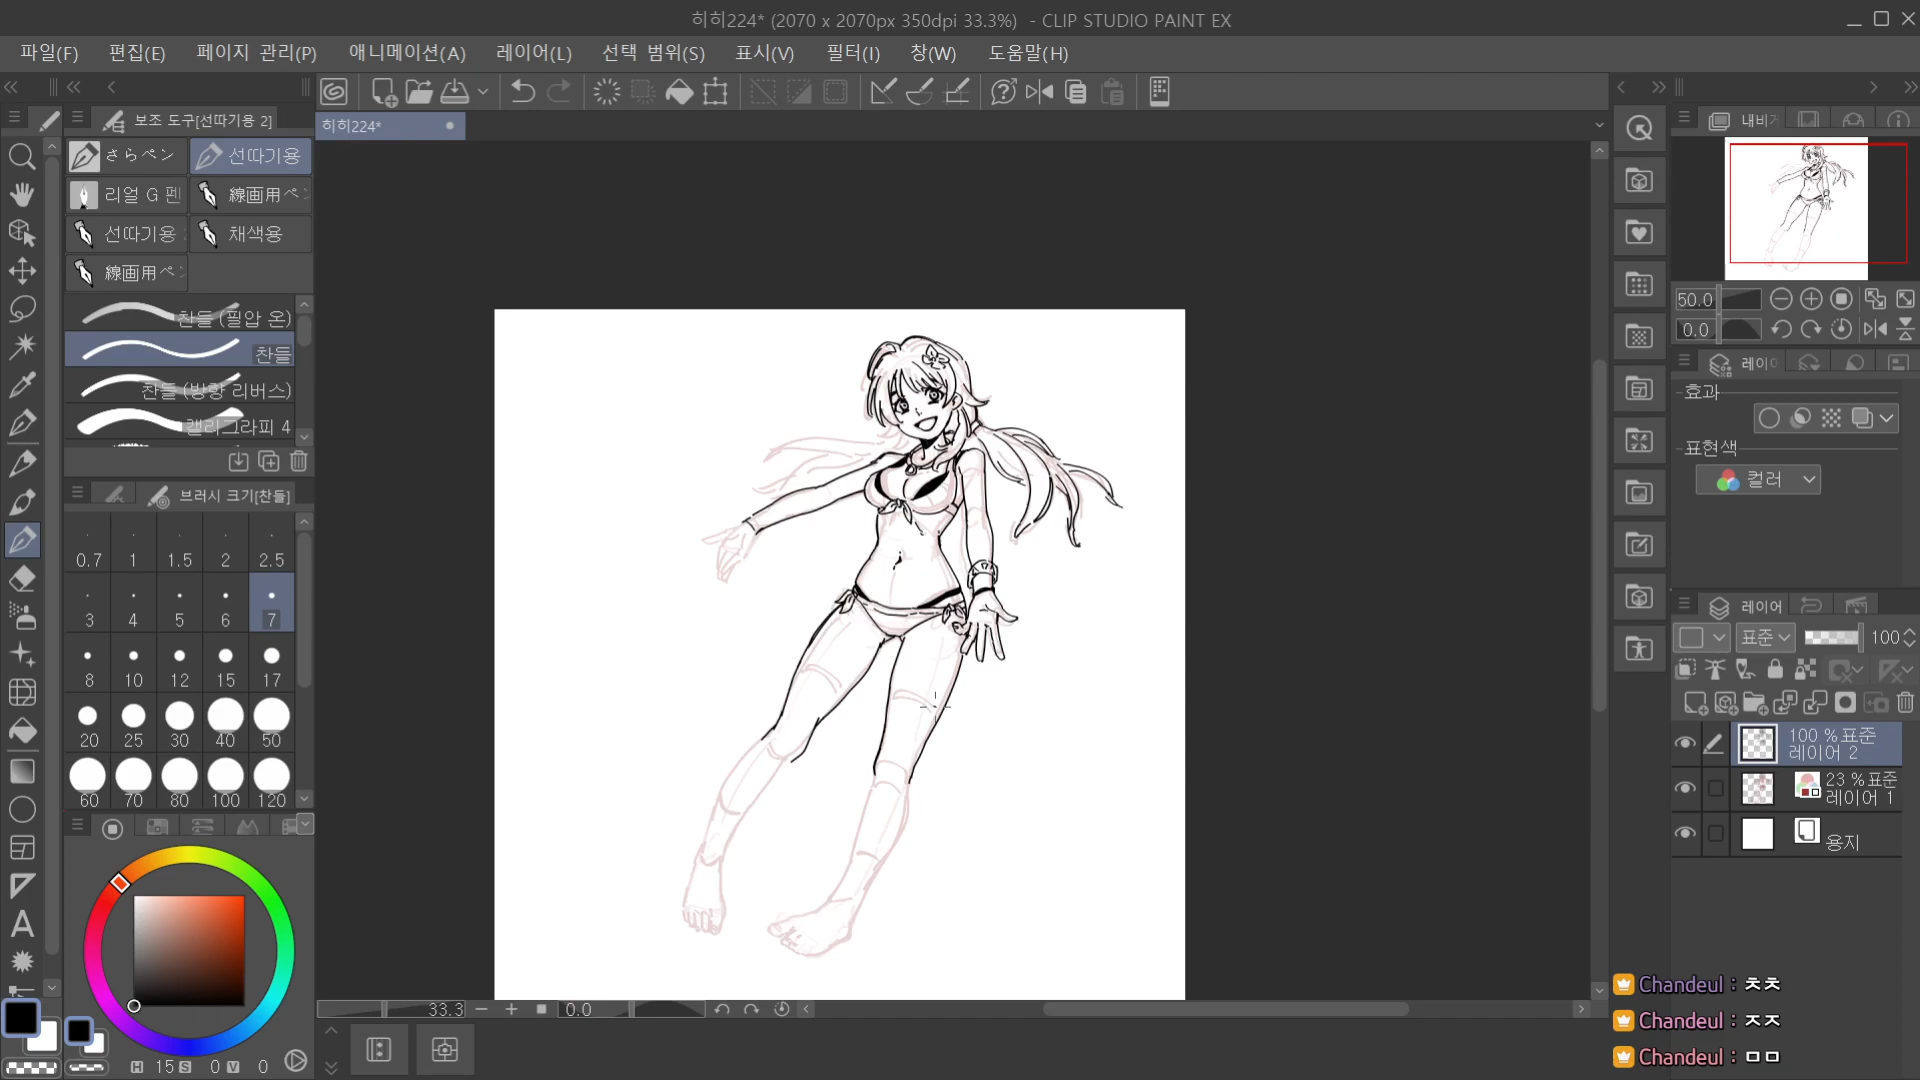 히히224* (2070 x 2070px 350dpi 33.3%) - CLIP STUDIO PAINT EX
파일(F) 편집(E) 페이지 관리(P) 애니메이션(A) 레이어(L) 선택 범위(S) 표시(V) 필터(I) 창(W) 도움말(H)
보조 도구[선따기용 2]
히히224*
さらペン 선따기용
리얼 G 펜 線画用ペン
선따기용 채색용
線画用ペン
찬들 (필압 온)
찬들
찬들 (방향 리버스)
캘리그라피 4
브러시 크기[찬들]
0.7 1 1.5 2 2.5
3 4 5 6 7
8 10 12 15 17
20 25 30 40 50
60 70 80 100 120
H 15 S 0 V 0
33.3 0.0
50.0
0.0
효과
표현색
컬러
레이어
표준 100
100 %표준
레이어 2
23 %표준
레이어 1
용지
Chandeul : ㅊㅊ
Chandeul : ㅈㅈ
Chandeul : ㅁㅁ